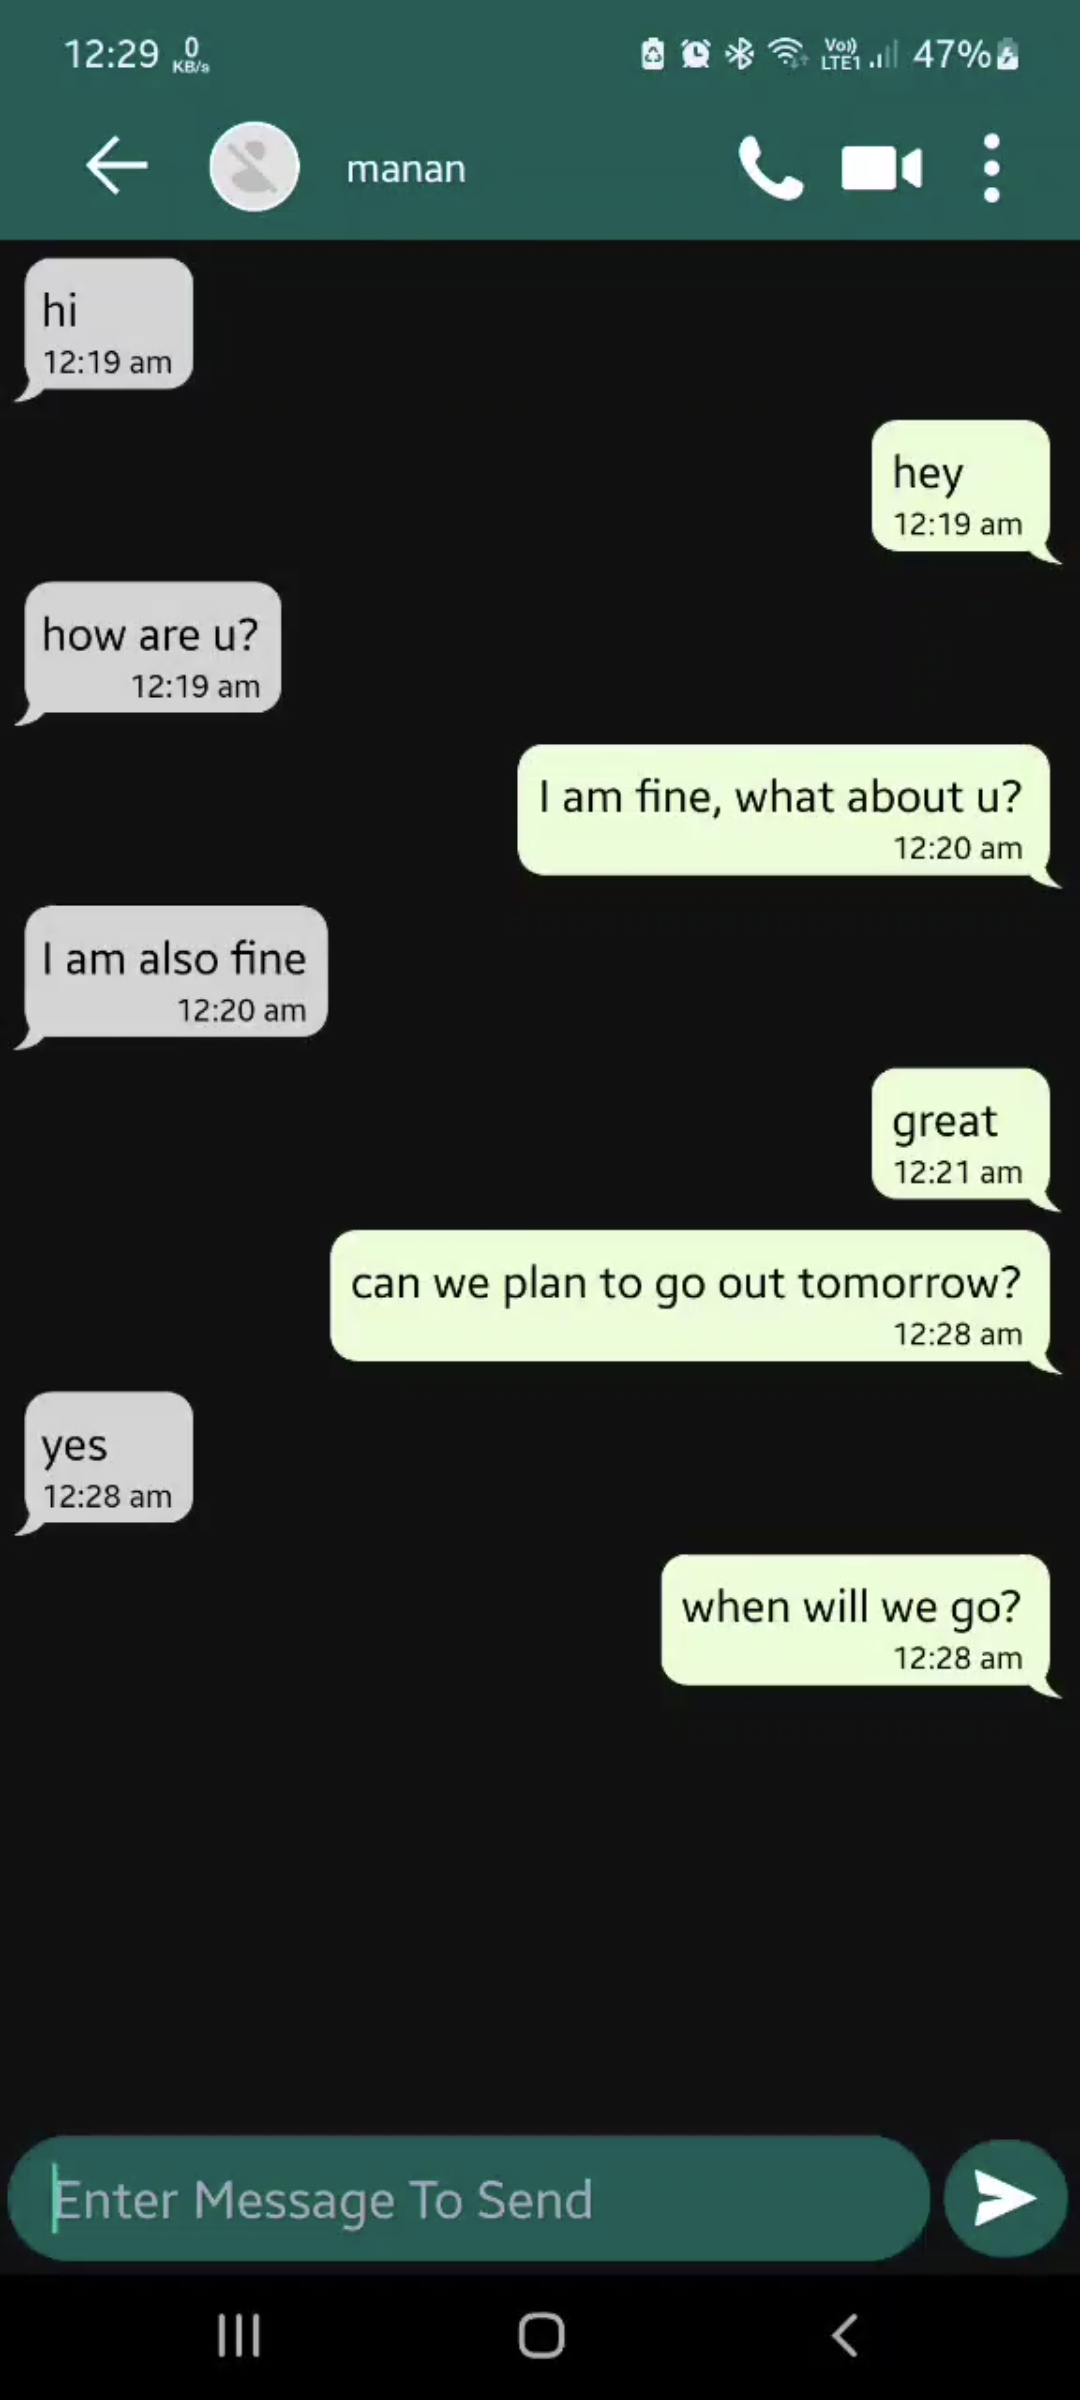 12:29 0 KB/s Vo)) LTE1 47%
manan
hi
12:19 am
hey
12:19 am
how are u?
12:19 am
I am fine, what about u?
12:20 am
I am also fine
12:20 am
great
12:21 am
can we plan to go out tomorrow?
12:28 am
yes
12:28 am
when will we go?
12:28 am
Enter Message To Send